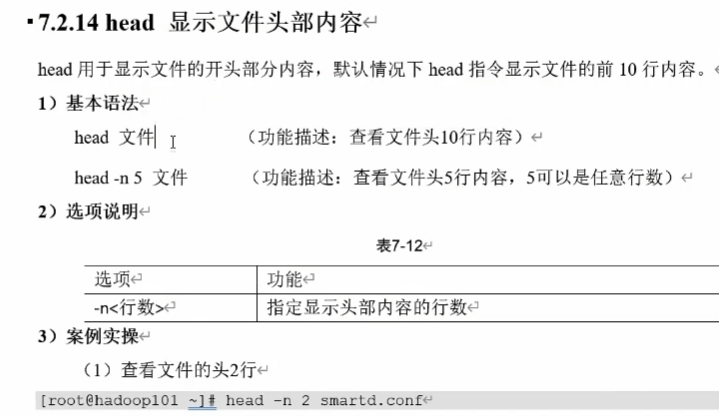 7.2.14 head 显示文件头部内容
head 用于显示文件的开头部分内容，默认情况下 head 指令显示文件的前 10 行内容。
1）基本语法
head 文件 （功能描述：查看文件头10行内容）
head -n 5 文件 （功能描述：查看文件头5行内容，5可以是任意行数）
2）选项说明
表7-12
选项 功能
-n<行数> 指定显示头部内容的行数
3）案例实操
（1）查看文件的头2行
[root@hadoop101 ~]# head -n 2 smartd.conf